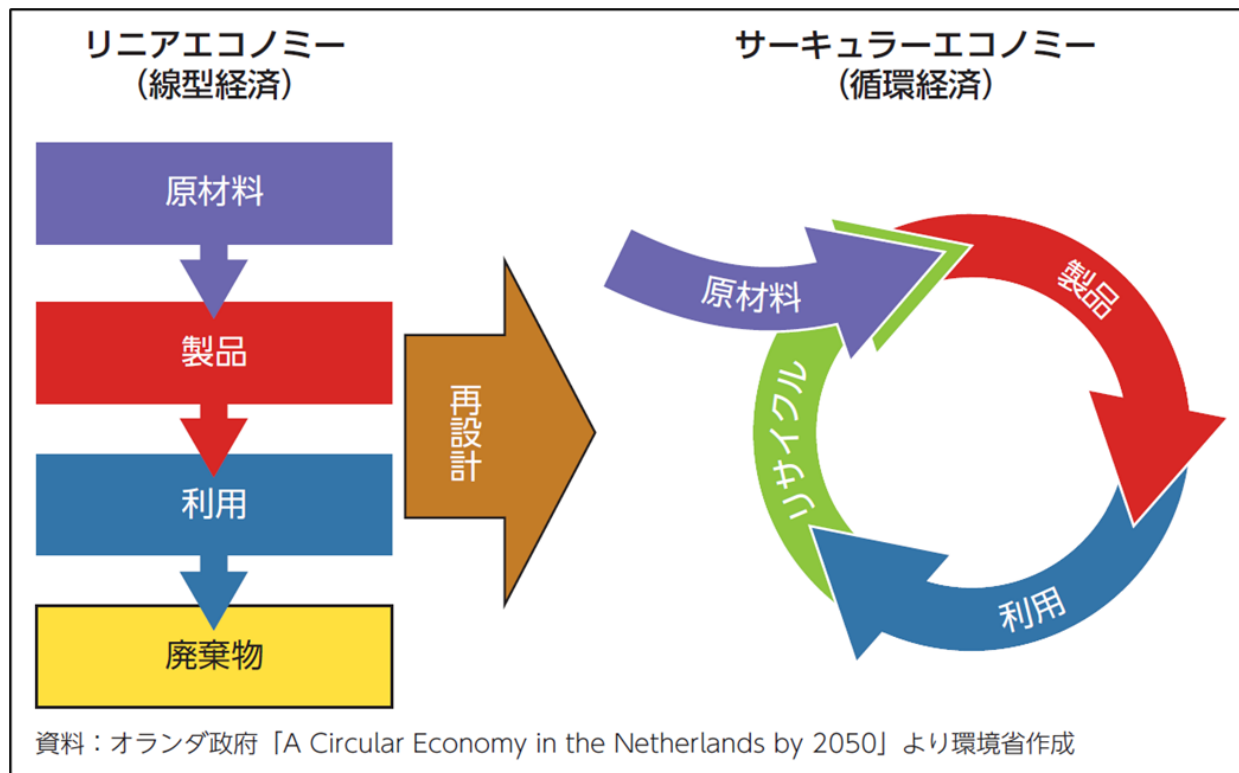 リニアエコノミー
（線型経済）
原材料
製品
利用
廃棄物
再設計
サーキュラーエコノミー
（循環経済）
原材料
製品
利用
リサイクル
資料：オランダ政府「A Circular Economy in the Netherlands by 2050」より環境省作成